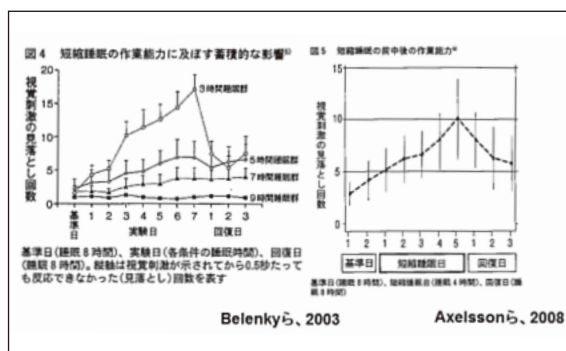 図4 短縮睡眠の作業能力に及ぼす蓄積的な影響
視覚刺激の見落とし回数
20
15
10
5
0
3時間睡眠群
5時間睡眠群
7時間睡眠群
9時間睡眠群
基準日 1 2 3 4 5 6 7 1 2 3
実験日 回復日
基準日(睡眠8時間)、実験日(各条件の睡眠時間)、回復日
(睡眠8時間)。縦軸は視覚刺激が示されてから0.5秒たって
も反応できなかった(見落とし)回数を表す
Belenkyら、2003
図5 短縮睡眠の前中後の作業能力
視覚刺激の見落とし回数
15
10
5
0
1 2 1 2 3 4 5 1 2 3
基準日 短縮睡眠日 回復日
基準日(睡眠8時間)、短縮睡眠日(睡眠4時間)、回復日(睡
眠8時間)
Axelssonら、2008